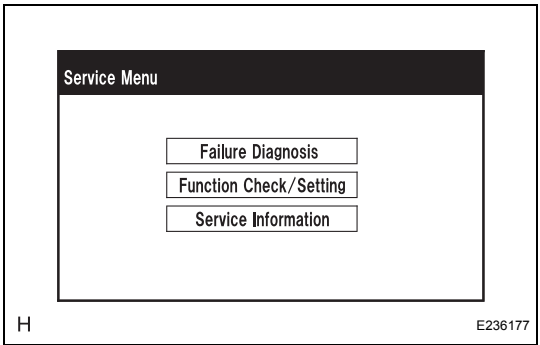 Service Menu
Failure Diagnosis
Function Check/Setting
Service Information
H
E236177